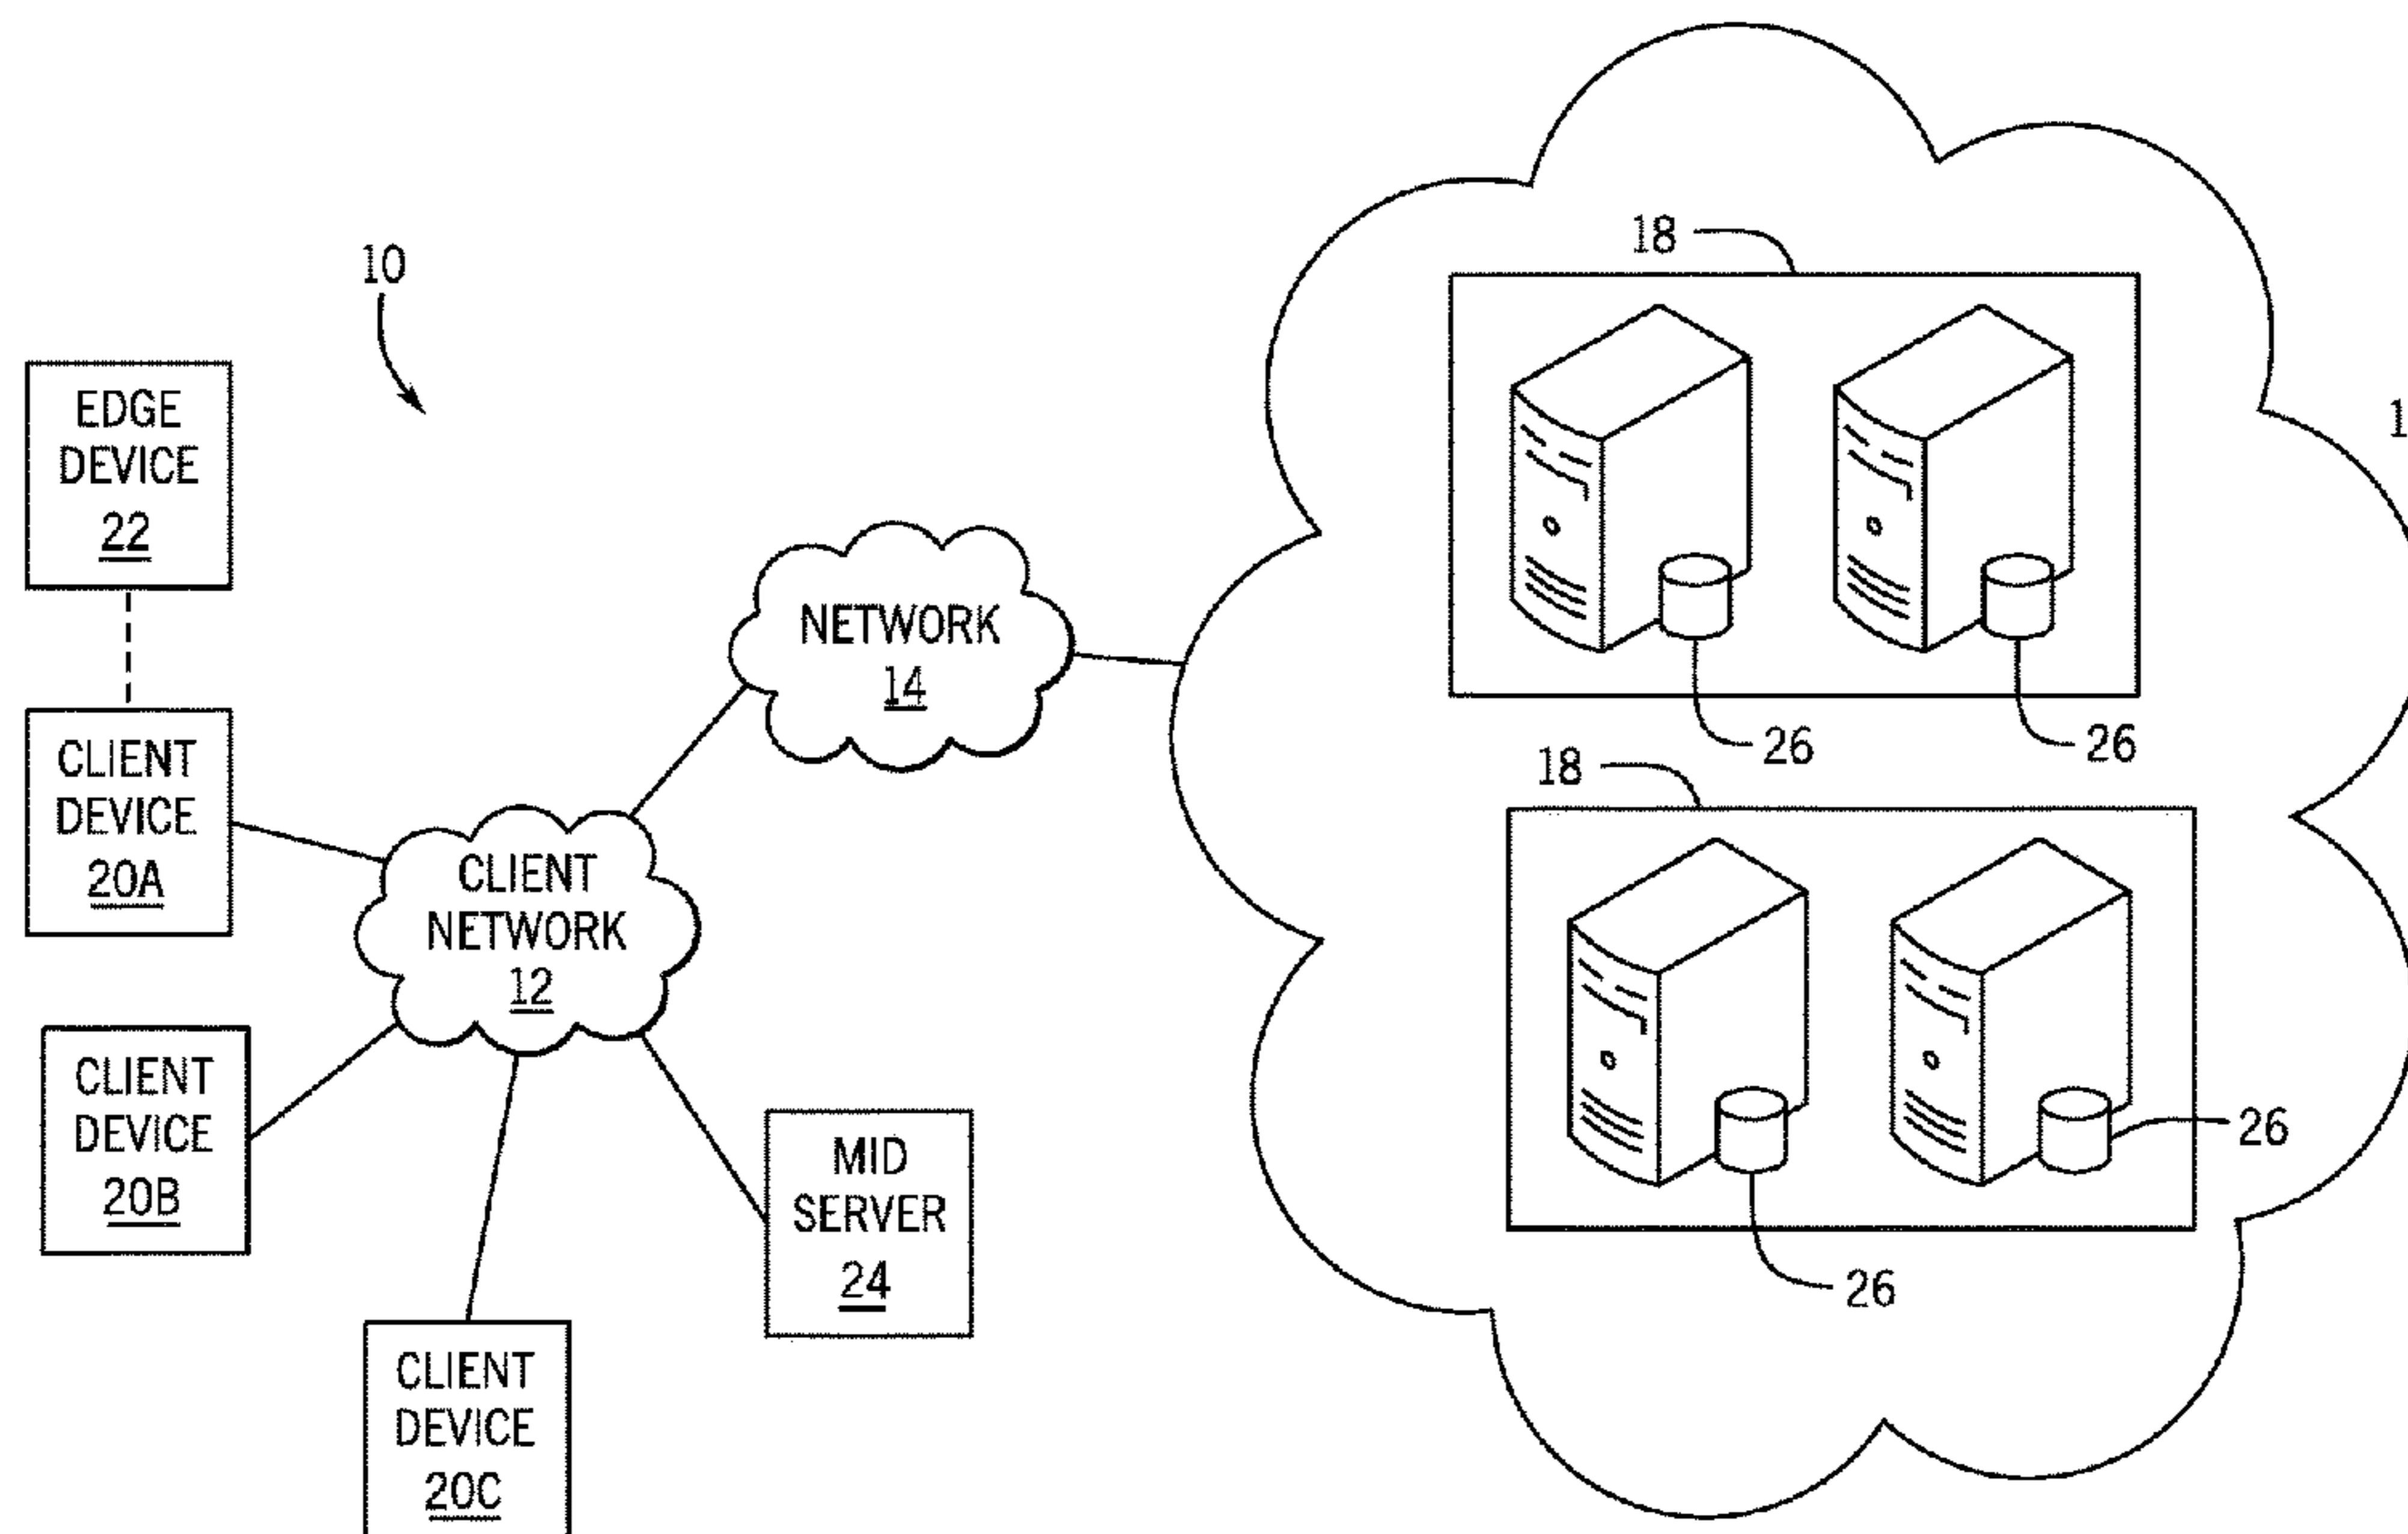 10
EDGE
DEVICE
22
CLIENT
DEVICE
20A
CLIENT
DEVICE
20B
CLIENT
DEVICE
20C
CLIENT
NETWORK
12
MID
SERVER
24
NETWORK
14
18
26
26
18
26
26